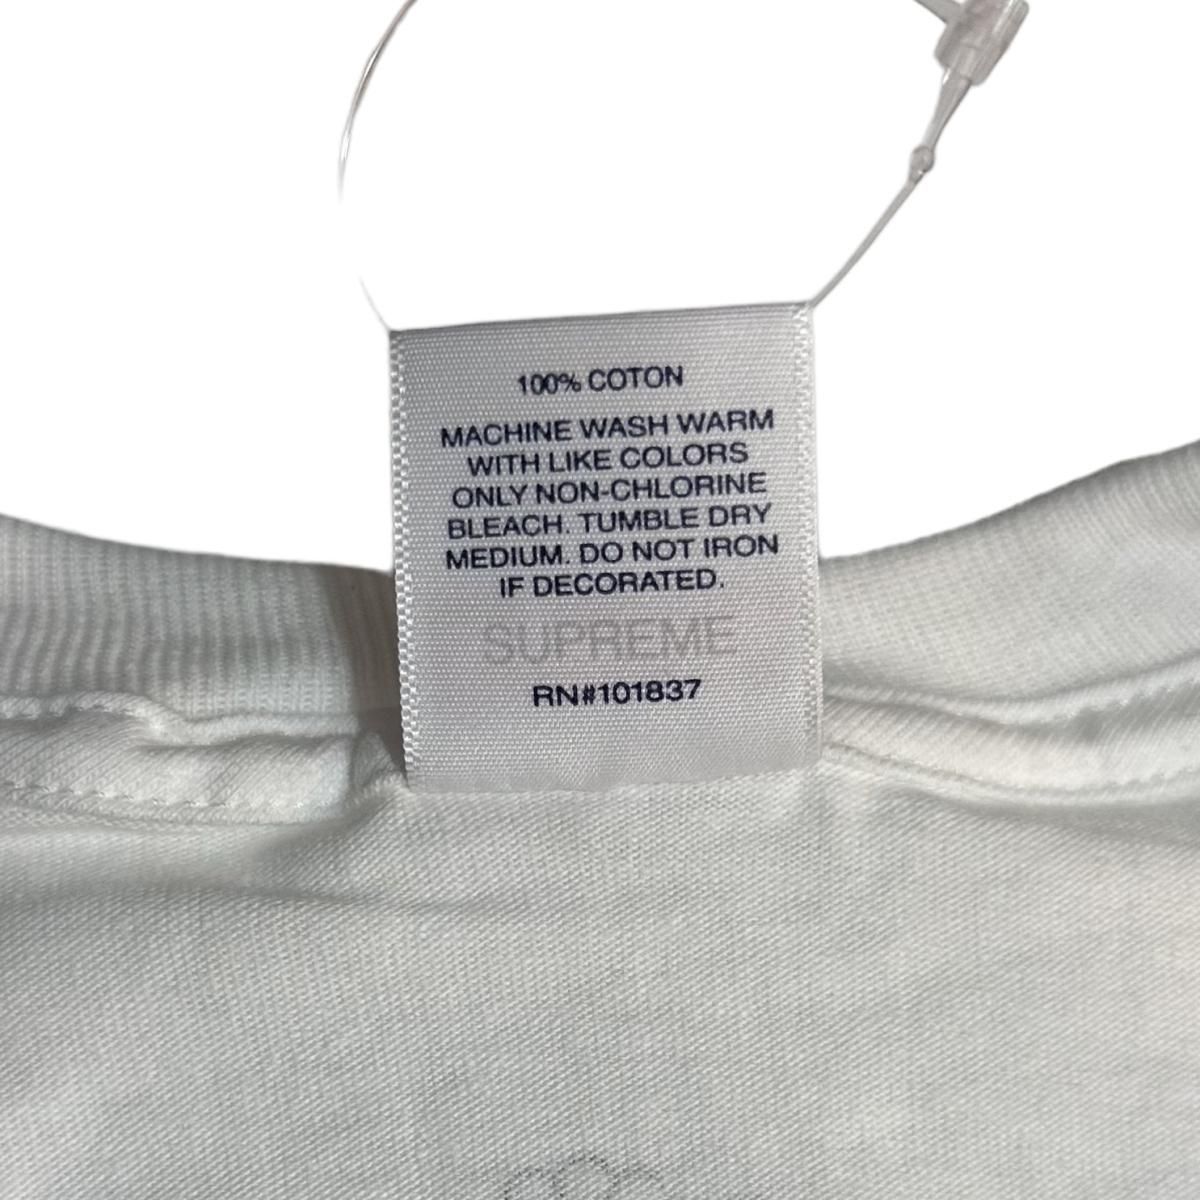 100% COTON
MACHINE WASH WARM
WITH LIKE COLORS
ONLY NON-CHLORINE
BLEACH. TUMBLE DRY
MEDIUM. DO NOT IRON
IF DECORATED.
SUPREME
RN#101837